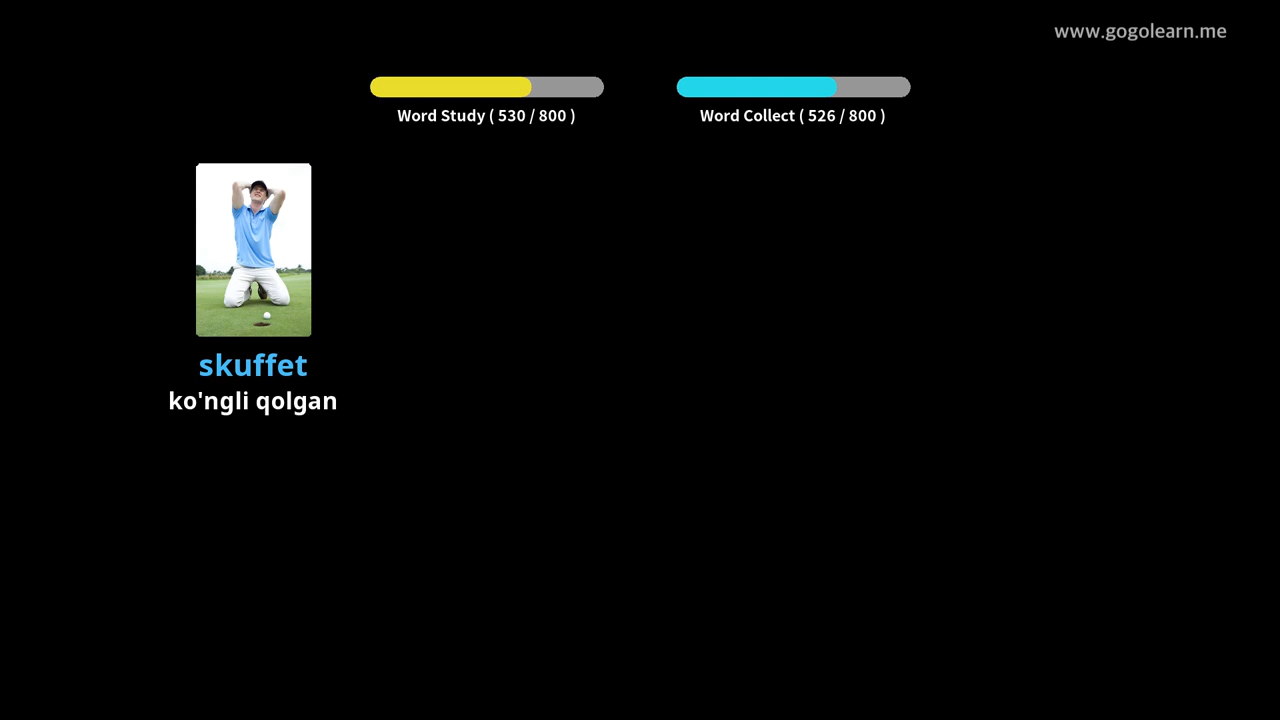 www.gogolearn.me
Word Study ( 530 / 800 )
Word Collect ( 526 / 800 )
skuffet
ko'ngli qolgan